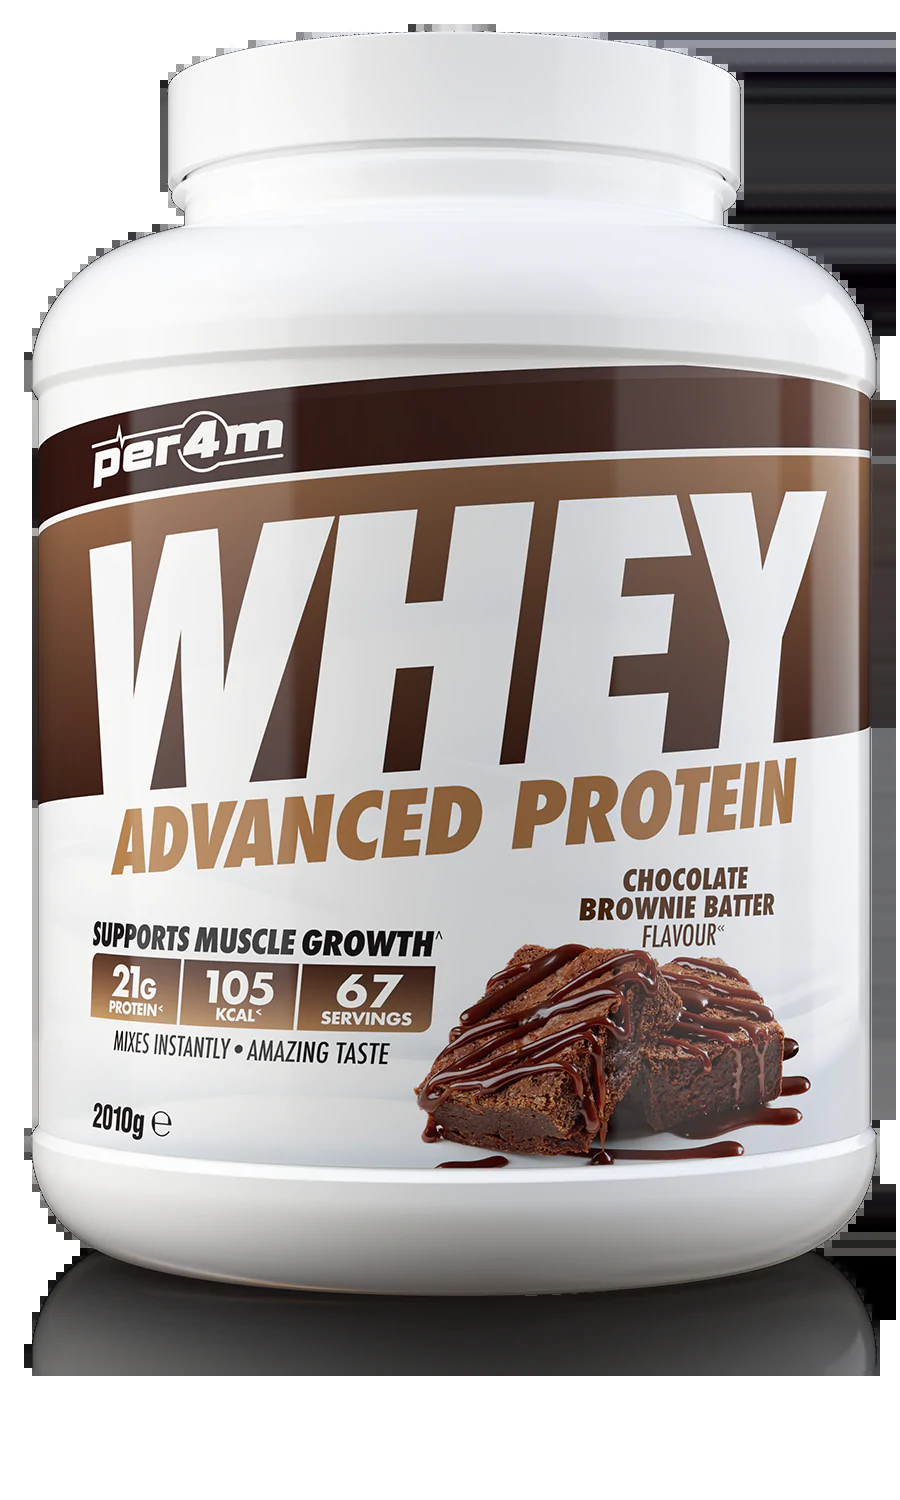 per4m
WHEY
ADVANCED PROTEIN
CHOCOLATE
BROWNIE BATTER
FLAVOUR«
SUPPORTS MUSCLE GROWTH^
21G
PROTEIN<
105
KCAL<
67
SERVINGS
MIXES INSTANTLY • AMAZING TASTE
2010g ℮